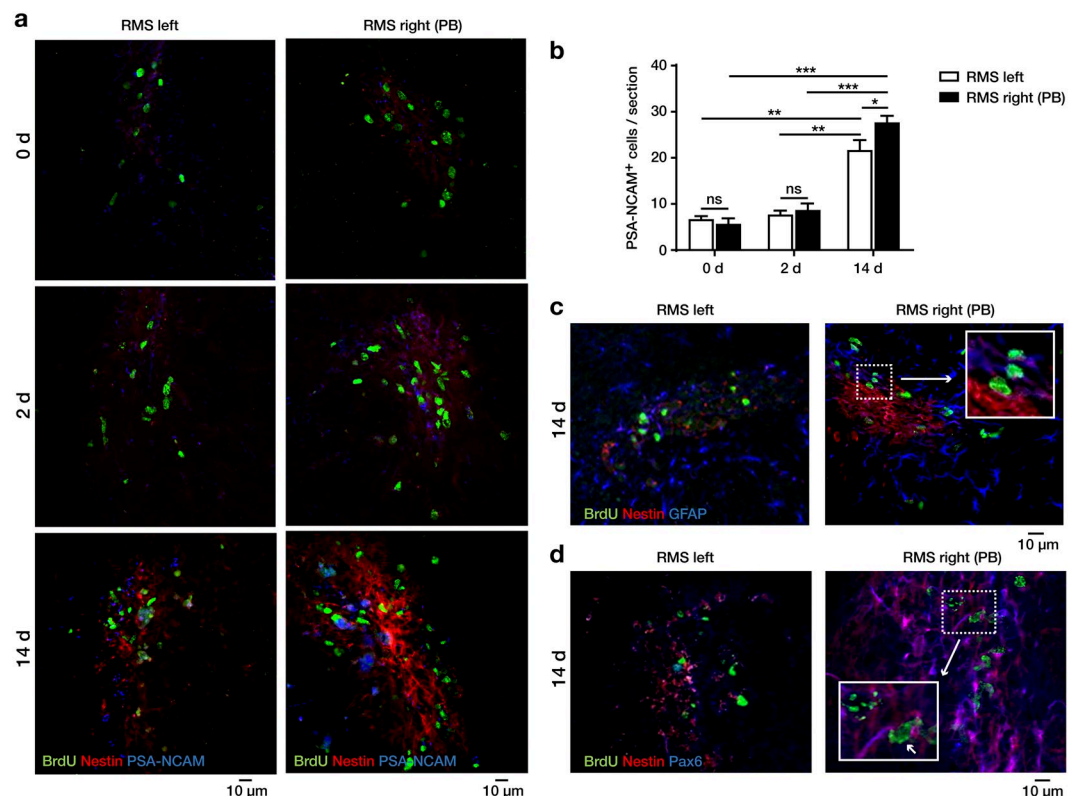 a
RMS left
RMS right (PB)
0 d
2 d
14 d
BrdU Nestin PSA-NCAM
BrdU Nestin PSA-NCAM
10 µm
10 µm
b
PSA-NCAM⁺ cells / section
40
30
20
10
0
***
***
*
**
**
ns
ns
0 d
2 d
14 d
RMS left
RMS right (PB)
c
RMS left
RMS right (PB)
14 d
BrdU Nestin GFAP
10 µm
d
RMS left
RMS right (PB)
14 d
BrdU Nestin Pax6
10 µm